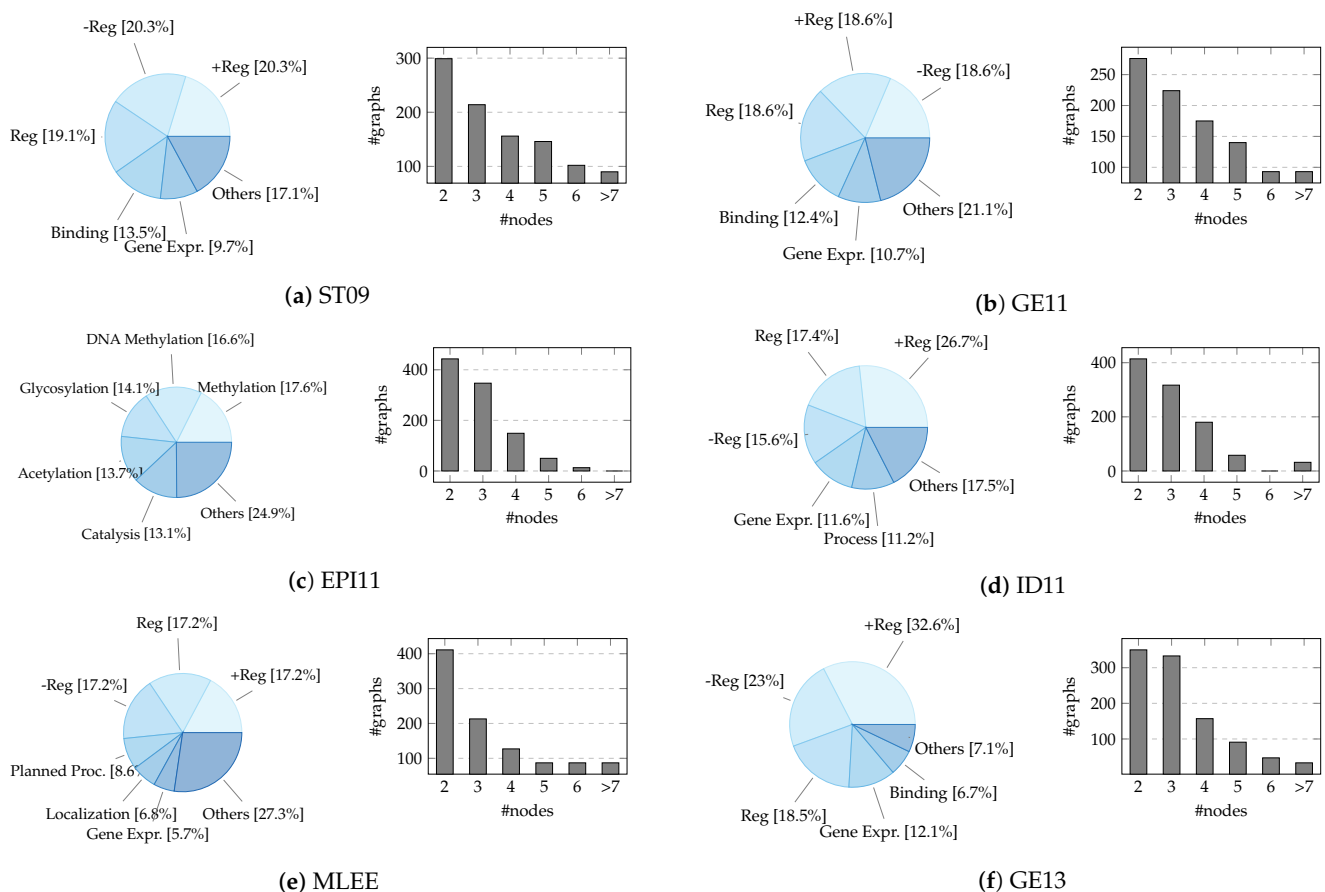 -Reg [20.3%]
+Reg [20.3%]
Reg [19.1%]
Binding [13.5%]
Gene Expr. [9.7%]
Others [17.1%]
#graphs
300
200
100
2 3 4 5 6 >7
#nodes
(a) ST09
+Reg [18.6%]
-Reg [18.6%]
Reg [18.6%]
Binding [12.4%]
Gene Expr. [10.7%]
Others [21.1%]
#graphs
250
200
150
100
2 3 4 5 6 >7
#nodes
(b) GE11
DNA Methylation [16.6%]
Glycosylation [14.1%]
Methylation [17.6%]
Acetylation [13.7%]
Catalysis [13.1%]
Others [24.9%]
#graphs
400
200
0
2 3 4 5 6 >7
#nodes
(c) EPI11
Reg [17.4%]
+Reg [26.7%]
-Reg [15.6%]
Gene Expr. [11.6%]
Process [11.2%]
Others [17.5%]
#graphs
400
200
0
2 3 4 5 6 >7
#nodes
(d) ID11
Reg [17.2%]
+Reg [17.2%]
-Reg [17.2%]
Planned Proc. [8.6%]
Localization [6.8%]
Gene Expr. [5.7%]
Others [27.3%]
#graphs
400
300
200
100
2 3 4 5 6 >7
#nodes
(e) MLEE
+Reg [32.6%]
-Reg [23%]
Reg [18.5%]
Gene Expr. [12.1%]
Binding [6.7%]
Others [7.1%]
#graphs
300
200
100
2 3 4 5 6 >7
#nodes
(f) GE13